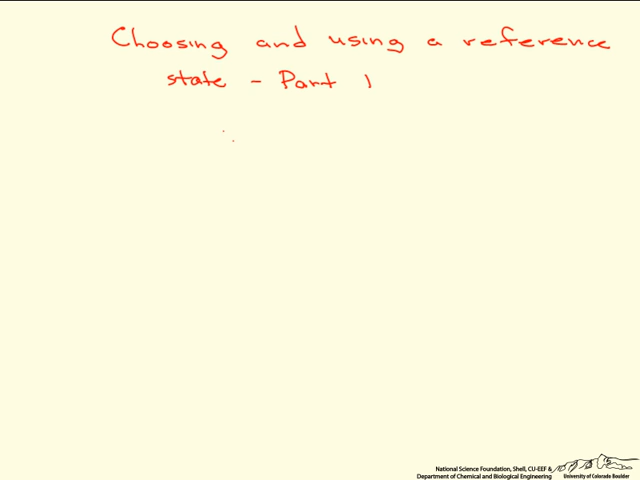 Choosing and using a reference
state - Part 1
National Science Foundation, Shell, CU-EEF &
Department of Chemical and Biological Engineering
University of Colorado Boulder